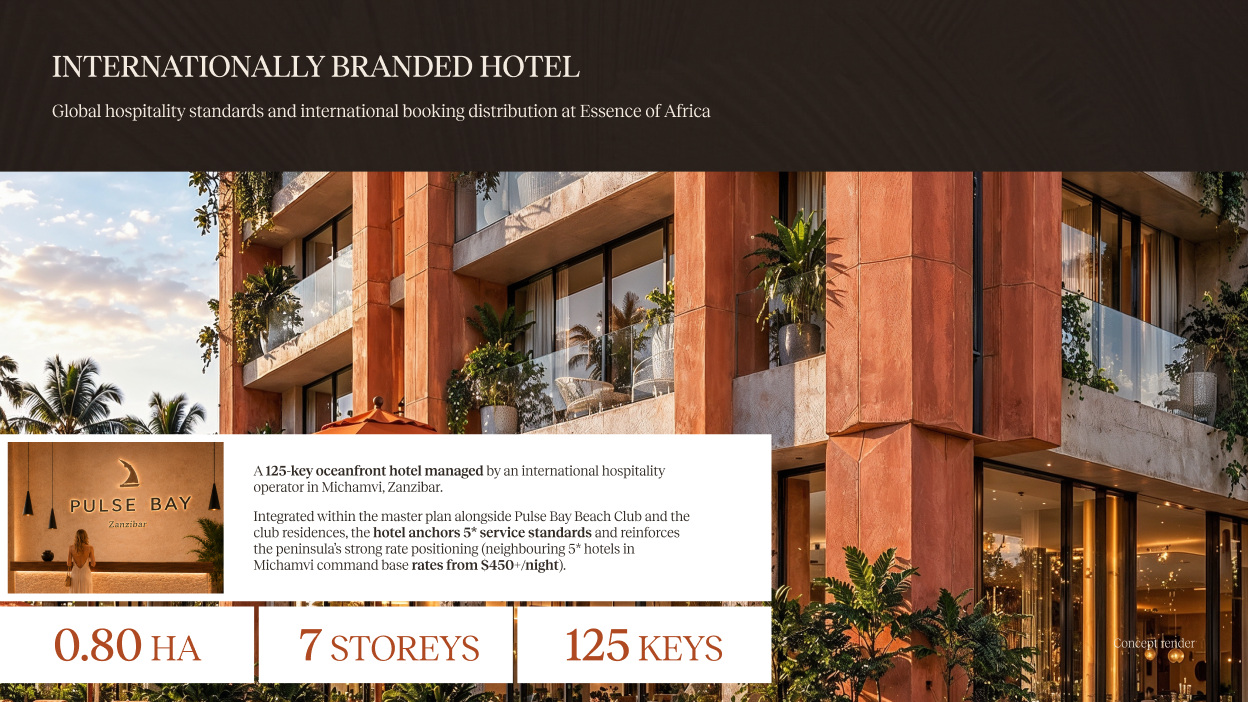 INTERNATIONALLY BRANDED HOTEL
Global hospitality standards and international booking distribution at Essence of Africa
PULSE BAY
Zanzibar
A 125-key oceanfront hotel managed by an international hospitality
operator in Michamvi, Zanzibar.
Integrated within the master plan alongside Pulse Bay Beach Club and the
club residences, the hotel anchors 5* service standards and reinforces
the peninsula's strong rate positioning (neighbouring 5* hotels in
Michamvi command base rates from $450+/night).
0.80 HA
7 STOREYS
125 KEYS
Concept render